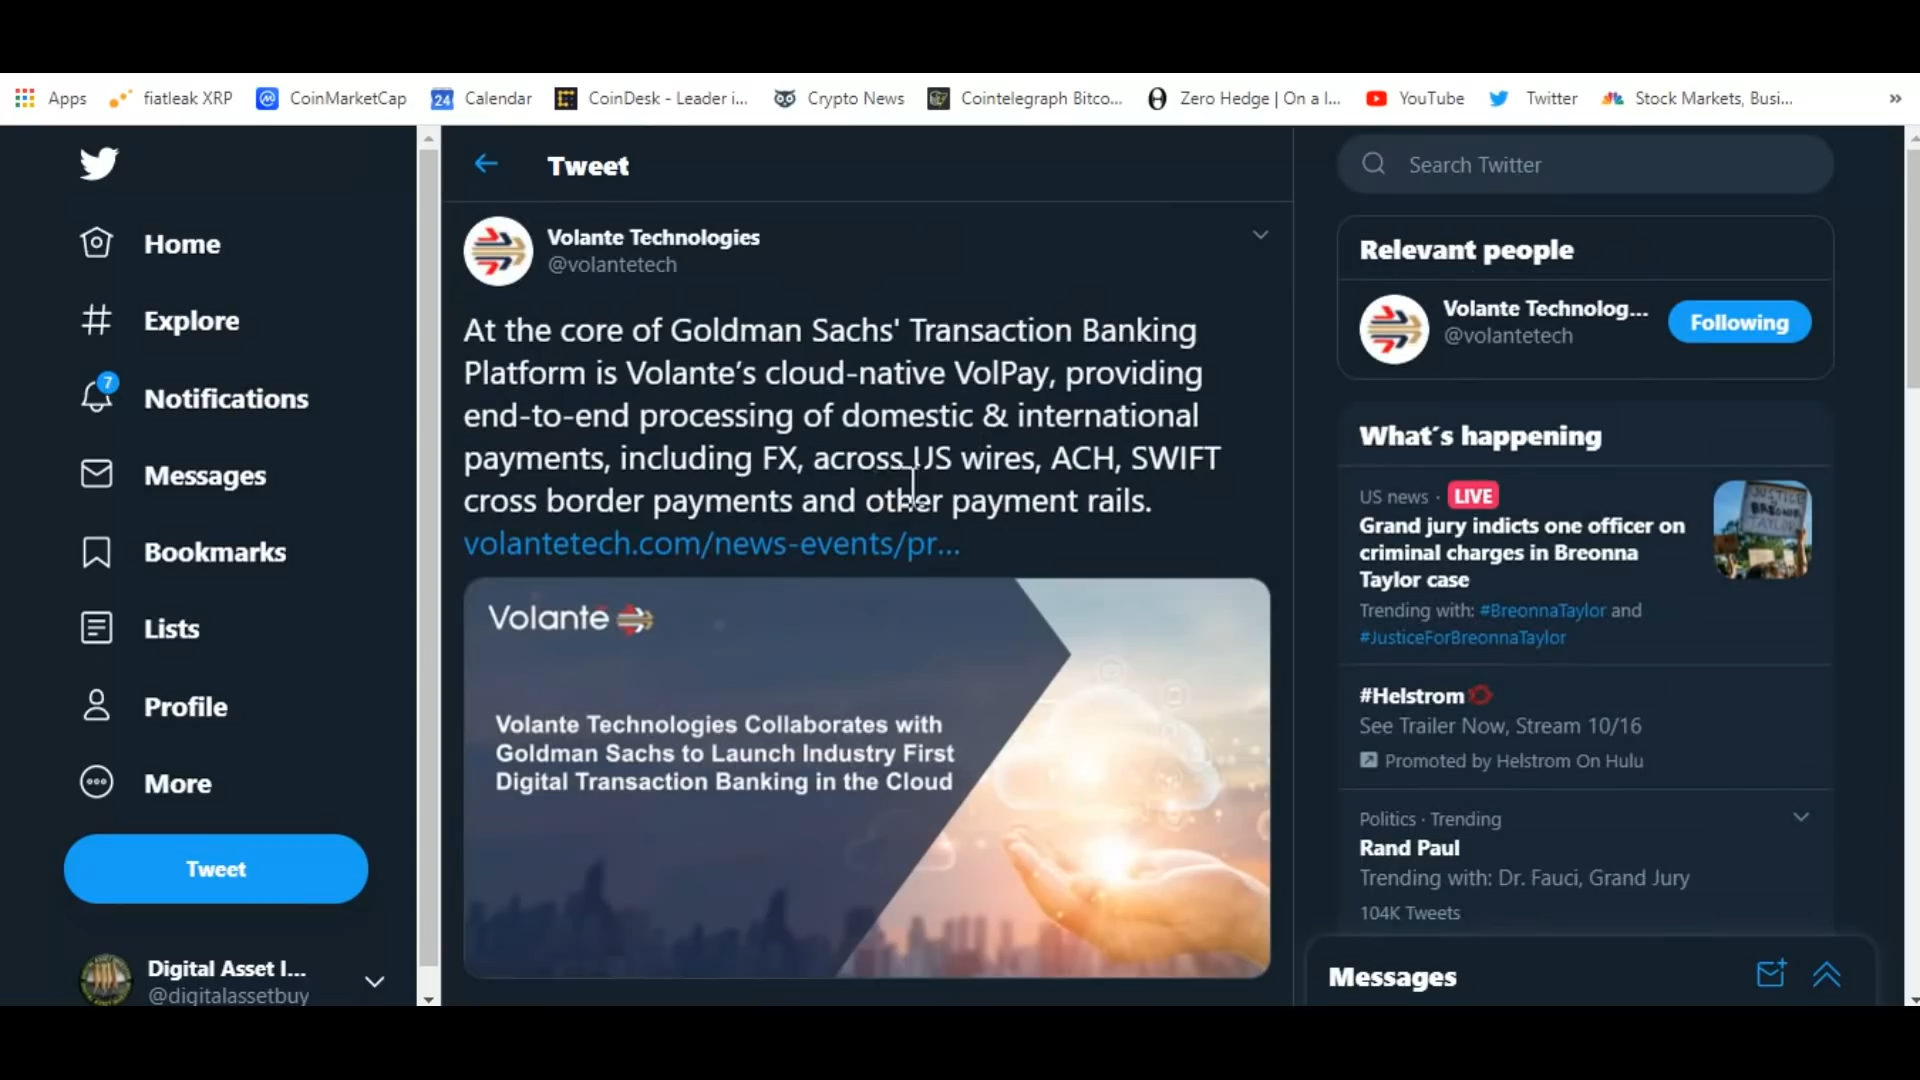 Apps
fiatleak XRP
CoinMarketCap
24
Calendar
CoinDesk - Leader i...
Crypto News
Cointelegraph Bitco...
Zero Hedge | On a l...
YouTube
Twitter
Stock Markets, Busi...
»
Home
Explore
7
Notifications
Messages
Bookmarks
Lists
Profile
More
Tweet
Digital Asset I...
@digitalassetbuy
Tweet
Volante Technologies
@volantetech
At the core of Goldman Sachs' Transaction Banking
Platform is Volante’s cloud-native VolPay, providing
end-to-end processing of domestic & international
payments, including FX, across US wires, ACH, SWIFT
cross border payments and other payment rails.
volantetech.com/news-events/pr...
Volante
Volante Technologies Collaborates with
Goldman Sachs to Launch Industry First
Digital Transaction Banking in the Cloud
Search Twitter
Relevant people
Volante Technolog...
@volantetech
Following
What's happening
US news · LIVE
Grand jury indicts one officer on
criminal charges in Breonna
Taylor case
Trending with: #BreonnaTaylor and
#JusticeForBreonnaTaylor
JUSTICE
BREONNA
TAYLOR
#Helstrom
See Trailer Now, Stream 10/16
Promoted by Helstrom On Hulu
Politics · Trending
Rand Paul
Trending with: Dr. Fauci, Grand Jury
104K Tweets
Messages